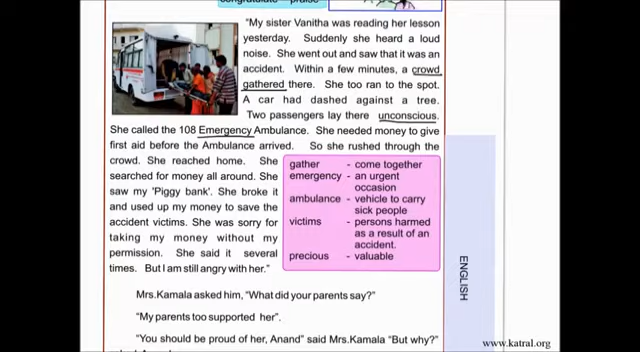 congratulate - praise
"My sister Vanitha was reading her lesson
yesterday. Suddenly she heard a loud
noise. She went out and saw that it was an
accident. Within a few minutes, a crowd
gathered there. She too ran to the spot.
A car had dashed against a tree.
Two passengers lay there unconscious.
She called the 108 Emergency Ambulance. She needed money to give
first aid before the Ambulance arrived. So she rushed through the
crowd. She reached home. She
searched for money all around. She
saw my 'Piggy bank'. She broke it
and used up my money to save the
accident victims. She was sorry for
taking my money without my
permission. She said it several
times. But I am still angry with her."
gather - come together
emergency - an urgent
occasion
ambulance - vehicle to carry
sick people
victims - persons harmed
as a result of an
accident.
precious - valuable
Mrs.Kamala asked him, "What did your parents say?"
"My parents too supported her".
"You should be proud of her, Anand" said Mrs.Kamala "But why?"
ENGLISH
www.katral.org